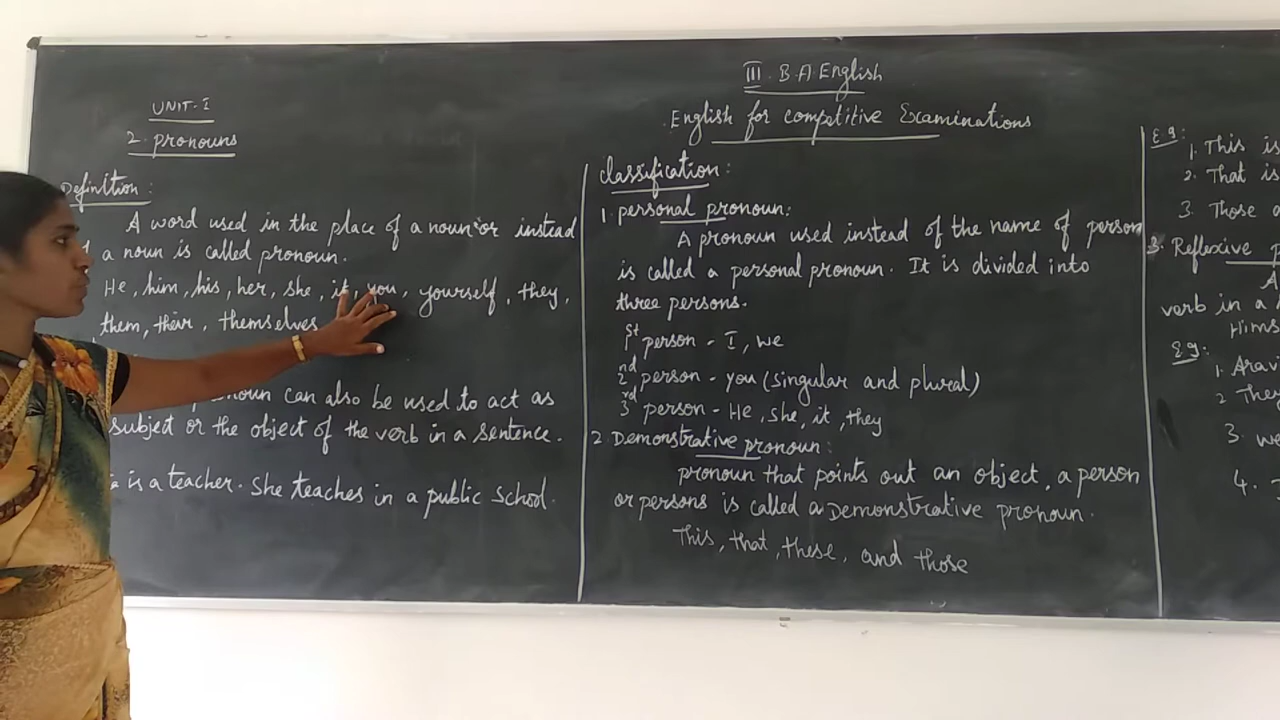 III B.A English
English for competitive Examinations
UNIT-I
2. pronouns
Definition:
A word used in the place of a noun or instead
a noun is called pronoun.
He, him, his, her, she, it, you, yourself, they,
them, their, themselves
can also be used to act as
subject or the object of the verb in a sentence.
is a teacher. She teaches in a public school.
classification:
1. personal pronoun:
A pronoun used instead of the name of person
is called a personal pronoun. It is divided into
three persons.
1st person - I, we
2nd person - you (singular and plural)
3rd person - He, she, it, they
2. Demonstrative pronoun:
pronoun that points out an object, a person
or persons is called a Demonstrative pronoun.
This, that, these, and those
Eg:
1. This is
2. That is
3. Those
3. Reflexive
A
verb in a
Hims
Eg:
1. Arav
2 They
3. we
4.